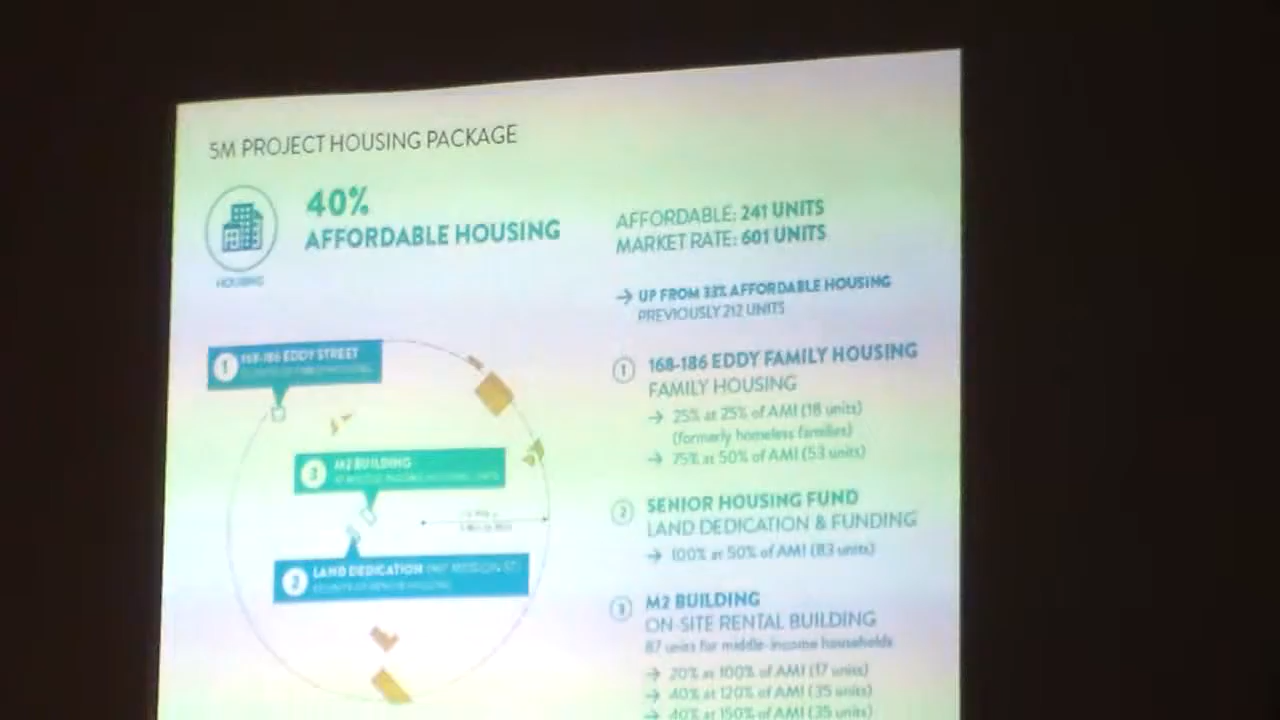 5M PROJECT HOUSING PACKAGE
HOUSING
40%
AFFORDABLE HOUSING
AFFORDABLE: 241 UNITS
MARKET RATE: 601 UNITS
→ UP FROM 33% AFFORDABLE HOUSING
PREVIOUSLY 212 UNITS
1 168-186 EDDY STREET
3 M2 BUILDING
2 LAND DEDICATION
1 168-186 EDDY FAMILY HOUSING
FAMILY HOUSING
→ 25% at 25% of AMI (18 units)
(formerly homeless families)
→ 75% at 50% of AMI (53 units)
2 SENIOR HOUSING FUND
LAND DEDICATION & FUNDING
→ 100% at 50% of AMI (83 units)
3 M2 BUILDING
ON-SITE RENTAL BUILDING
87 units for middle-income households
→ 20% at 100% of AMI (17 units)
→ 40% at 120% of AMI (35 units)
→ 40% at 150% of AMI (35 units)